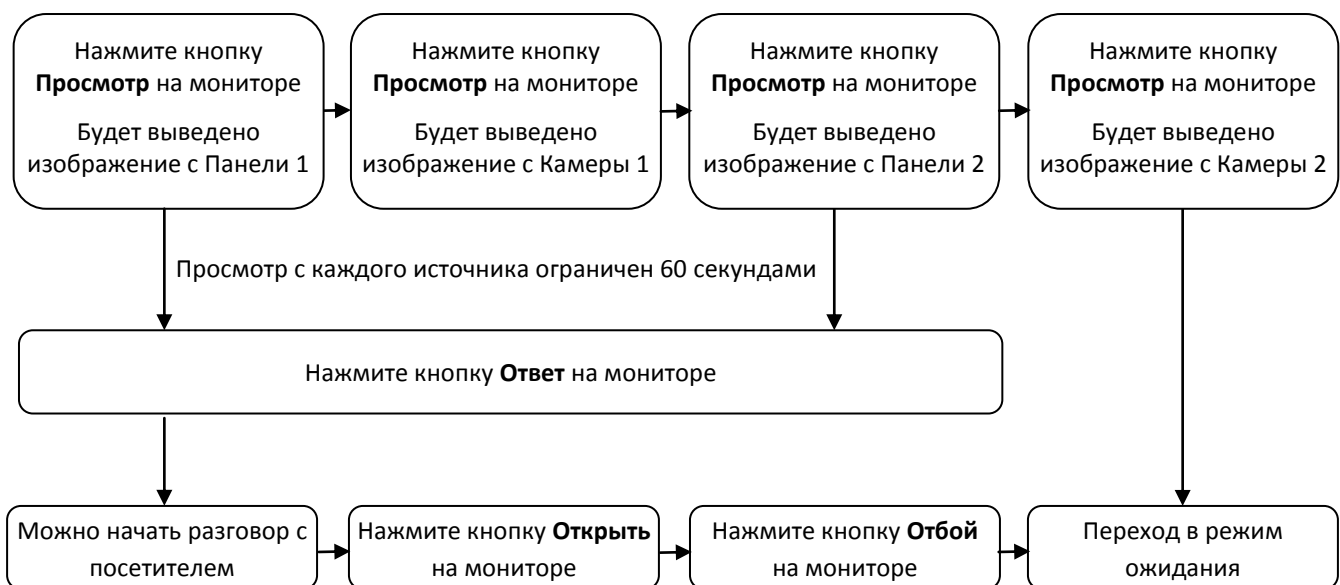 Нажмите кнопку
Просмотр на мониторе
Будет выведено
изображение с Панели 1
Нажмите кнопку
Просмотр на мониторе
Будет выведено
изображение с Камеры 1
Нажмите кнопку
Просмотр на мониторе
Будет выведено
изображение с Панели 2
Нажмите кнопку
Просмотр на мониторе
Будет выведено
изображение с Камеры 2
Просмотр с каждого источника ограничен 60 секундами
Нажмите кнопку Ответ на мониторе
Можно начать разговор с
посетителем
Нажмите кнопку Открыть
на мониторе
Нажмите кнопку Отбой
на мониторе
Переход в режим
ожидания